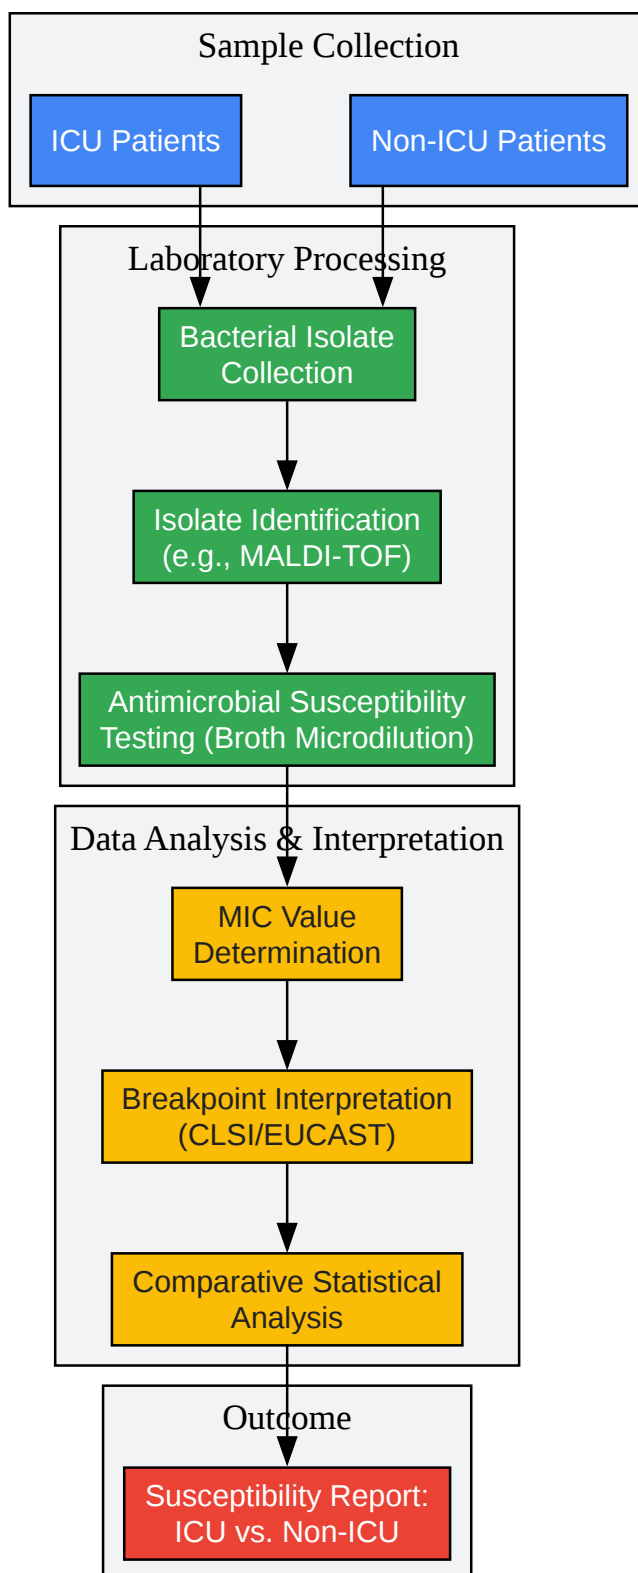 Sample Collection
ICU Patients
Non-ICU Patients
Laboratory Processing
Bacterial Isolate
Collection
Isolate Identification
(e.g., MALDI-TOF)
Antimicrobial Susceptibility
Testing (Broth Microdilution)
Data Analysis & Interpretation
MIC Value
Determination
Breakpoint Interpretation
(CLSI/EUCAST)
Comparative Statistical
Analysis
Outcome
Susceptibility Report:
ICU vs. Non-ICU